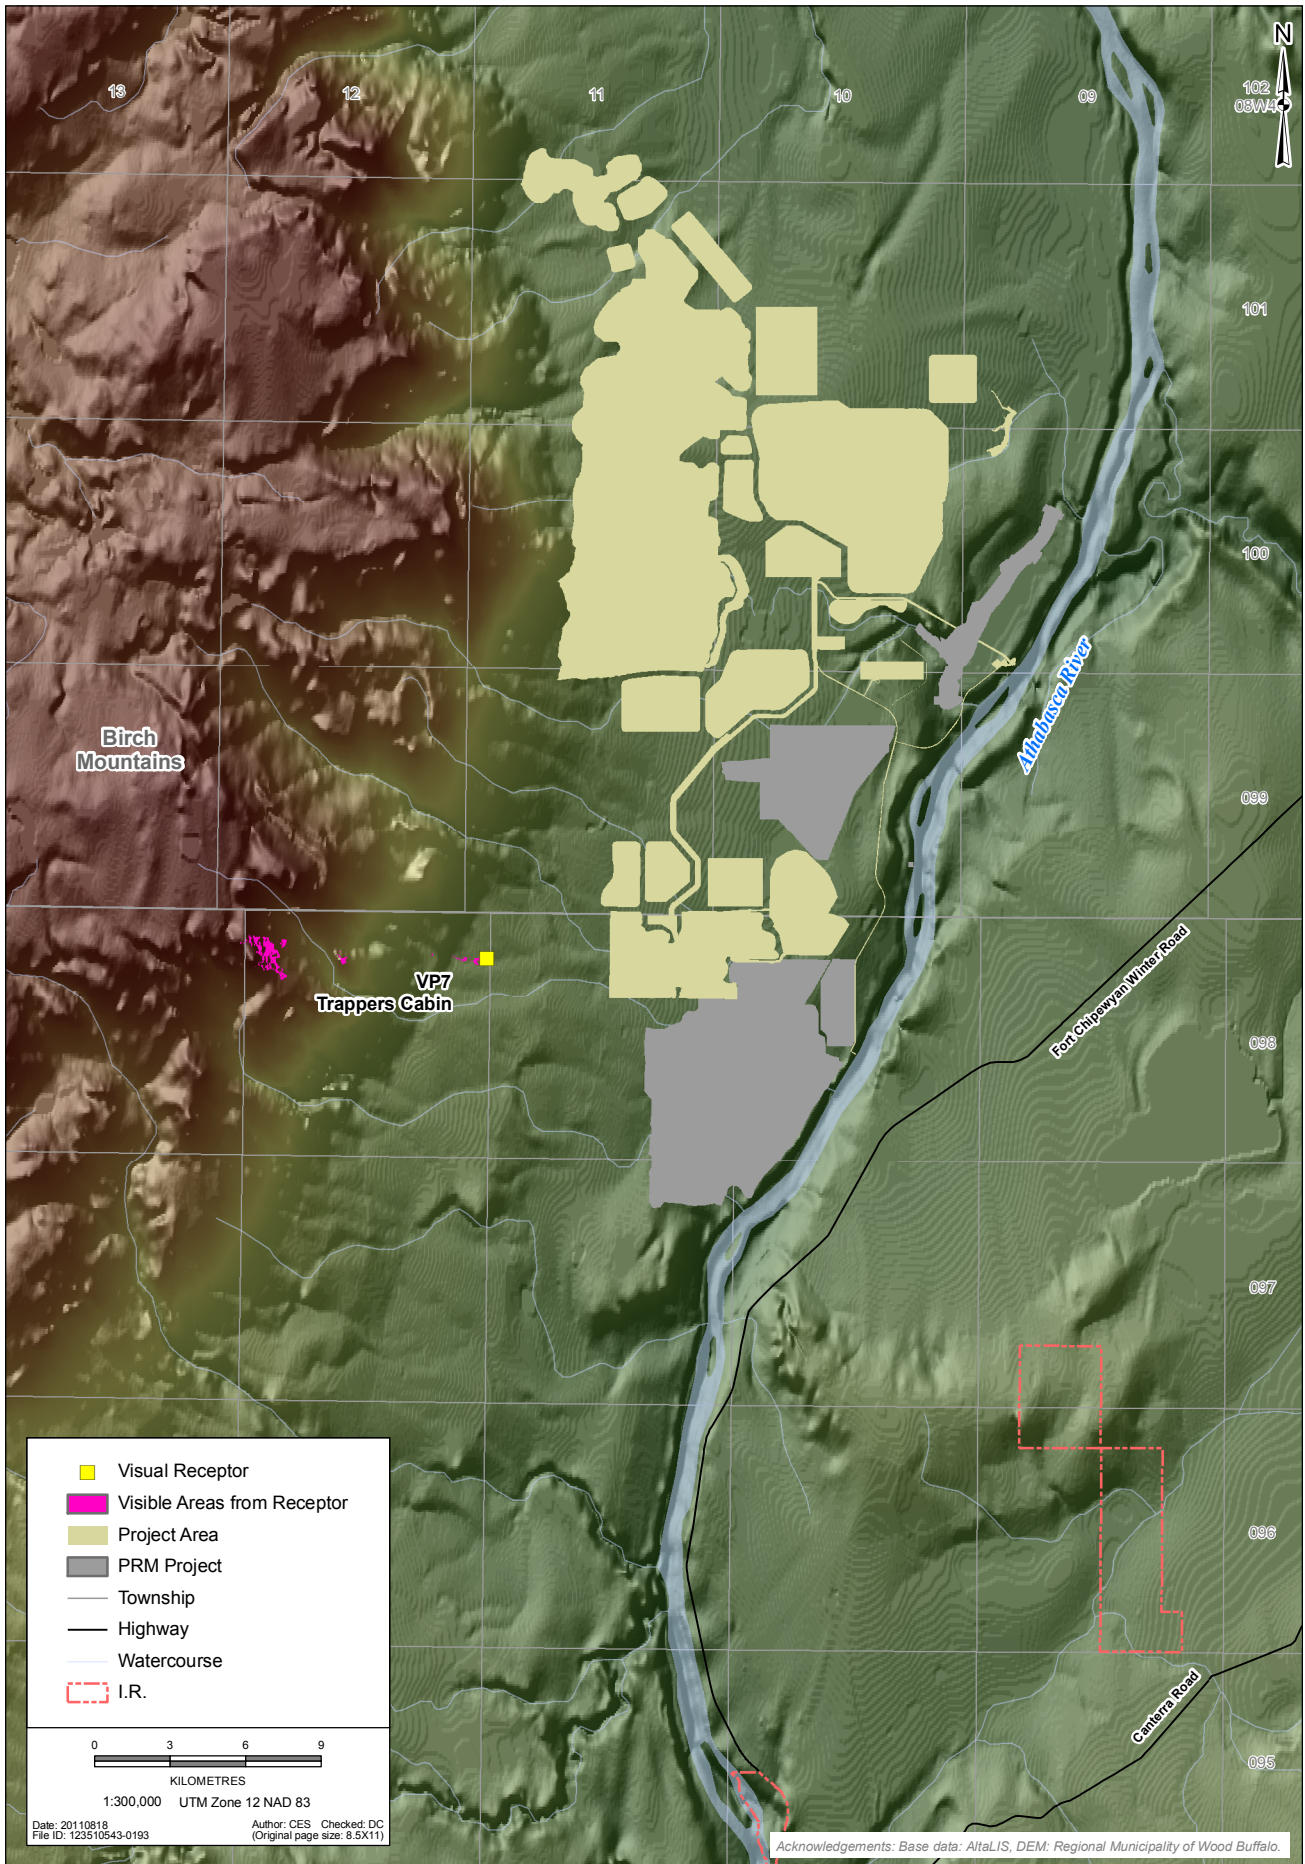 N
13
12
11
10
09
102
08W4
101
100
Athabasca River
Birch
Mountains
099
VP7
Trappers Cabin
Fort Chipewyan Winter Road
098
097
096
Canterra Road
095
Visual Receptor
Visible Areas from Receptor
Project Area
PRM Project
Township
Highway
Watercourse
I.R.
0 3 6 9
KILOMETRES
1:300,000 UTM Zone 12 NAD 83
Date: 20110818 Author: CES Checked: DC
File ID: 123510543-0193 (Original page size: 8.5X11)
Acknowledgements: Base data: AltaLIS, DEM: Regional Municipality of Wood Buffalo.